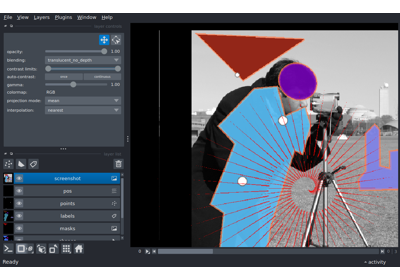 File View Layers Plugins Window Help
opacity: 1.00
blending: translucent_no_depth
contrast limits:
auto-contrast: once continuous
gamma: 1.00
colormap: RGB
projection mode: mean
interpolation: nearest
screenshot
pos
points
labels
masks
Ready
activity